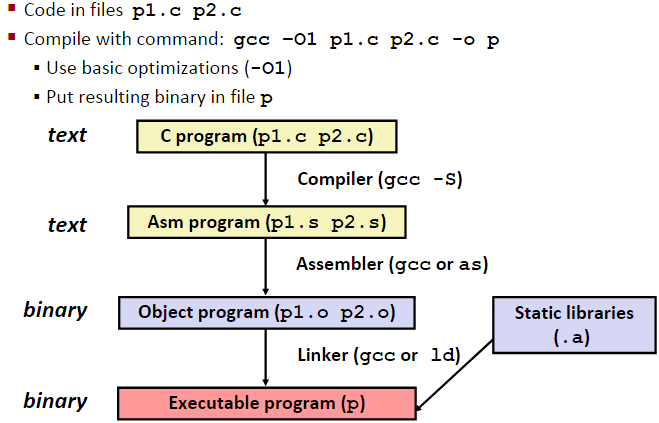 Code in files p1.c p2.c
Compile with command: gcc –O1 p1.c p2.c -o p
Use basic optimizations (-O1)
Put resulting binary in file p
text
C program (p1.c p2.c)
Compiler (gcc -S)
text
Asm program (p1.s p2.s)
Assembler (gcc or as)
binary
Object program (p1.o p2.o)
Static libraries
(.a)
Linker (gcc or ld)
binary
Executable program (p)